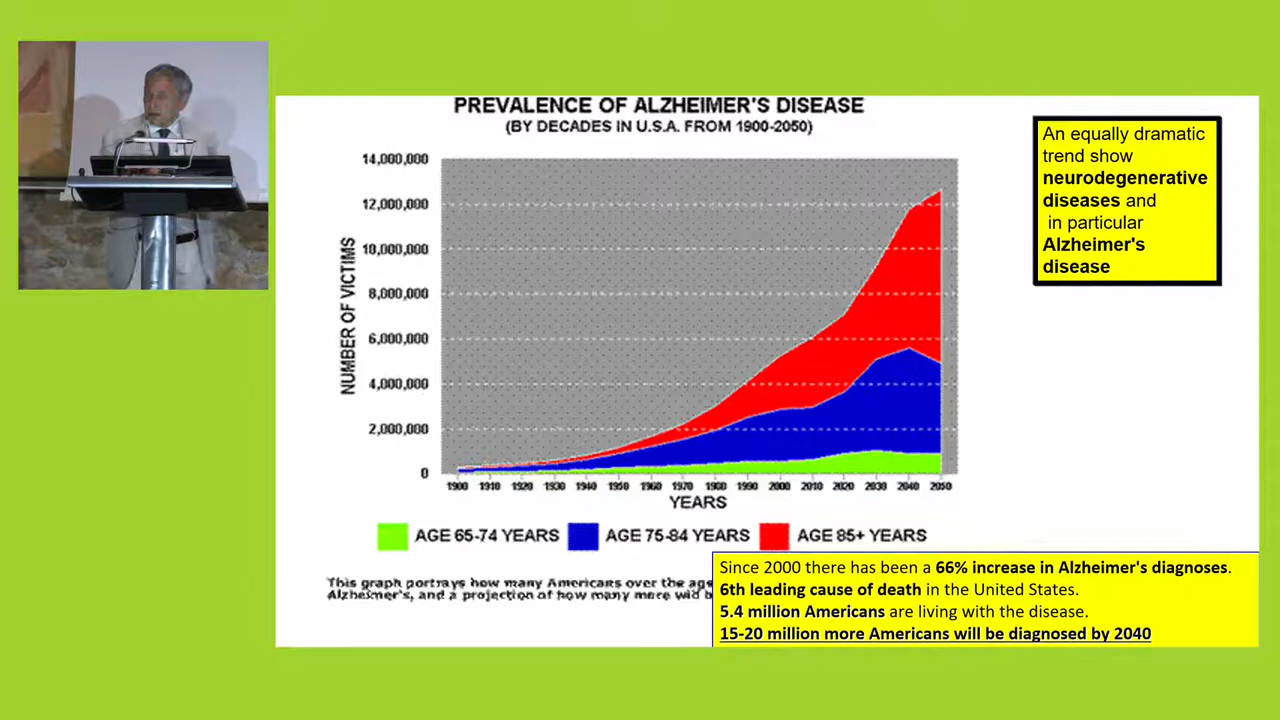 PREVALENCE OF ALZHEIMER'S DISEASE
(BY DECADES IN U.S.A. FROM 1900-2050)
An equally dramatic
trend show
neurodegenerative
diseases and
in particular
Alzheimer's
disease
14,000,000
12,000,000
10,000,000
8,000,000
6,000,000
4,000,000
2,000,000
0
NUMBER OF VICTIMS
1900 1910 1920 1930 1940 1950 1960 1970 1980 1990 2000 2010 2020 2030 2040 2050
YEARS
AGE 65-74 YEARS AGE 75-84 YEARS AGE 85+ YEARS
This graph portrays how many Americans over the age
Alzheimer's, and a projection of how many more will
Since 2000 there has been a 66% increase in Alzheimer's diagnoses.
6th leading cause of death in the United States.
5.4 million Americans are living with the disease.
15-20 million more Americans will be diagnosed by 2040